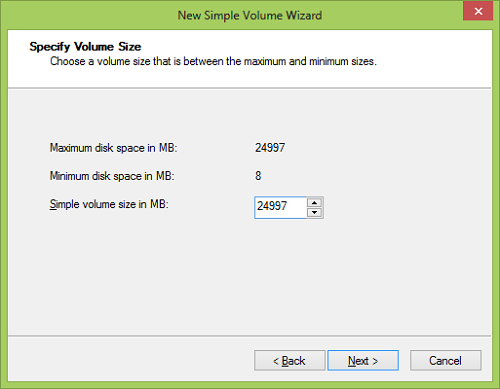 New Simple Volume Wizard
Specify Volume Size
Choose a volume size that is between the maximum and minimum sizes.
Maximum disk space in MB: 24997
Minimum disk space in MB: 8
Simple volume size in MB: 24997
< Back Next > Cancel